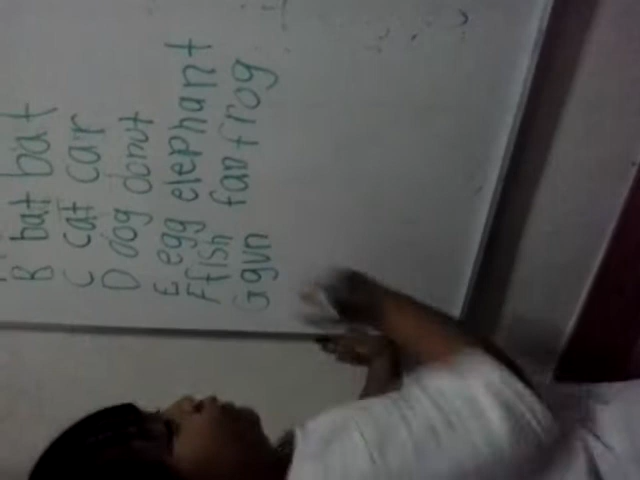 B bat bat
C cat car
D dog donut
E egg elephant
F fish fan frog
G gun